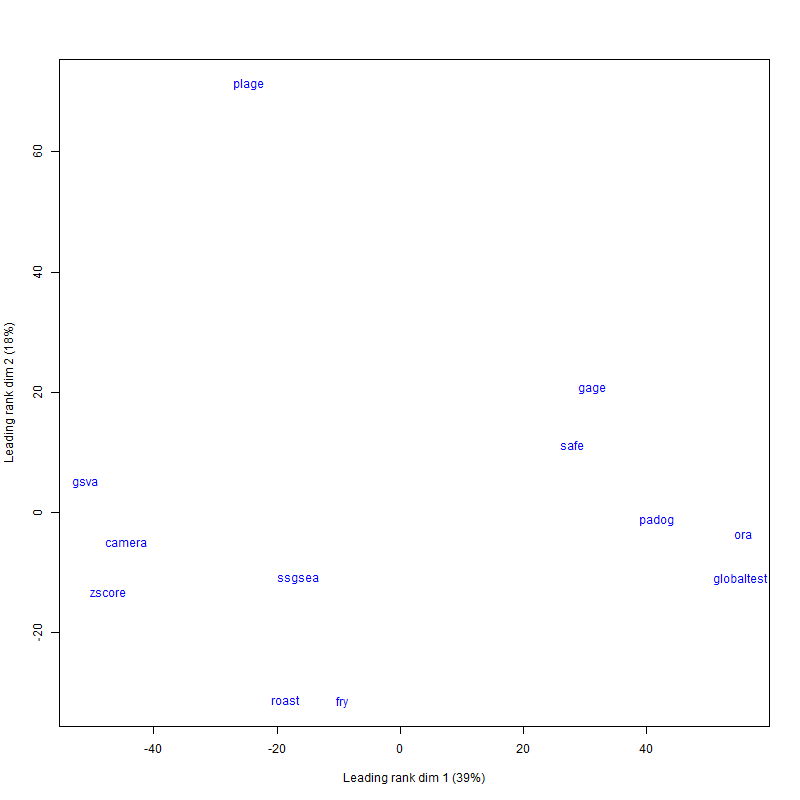 plage
60
40
20
0
-20
Leading rank dim 2 (18%)
gage
safe
gsva
padog
ora
camera
ssgsea
globaltest
zscore
roast fry
-40 -20 0 20 40
Leading rank dim 1 (39%)